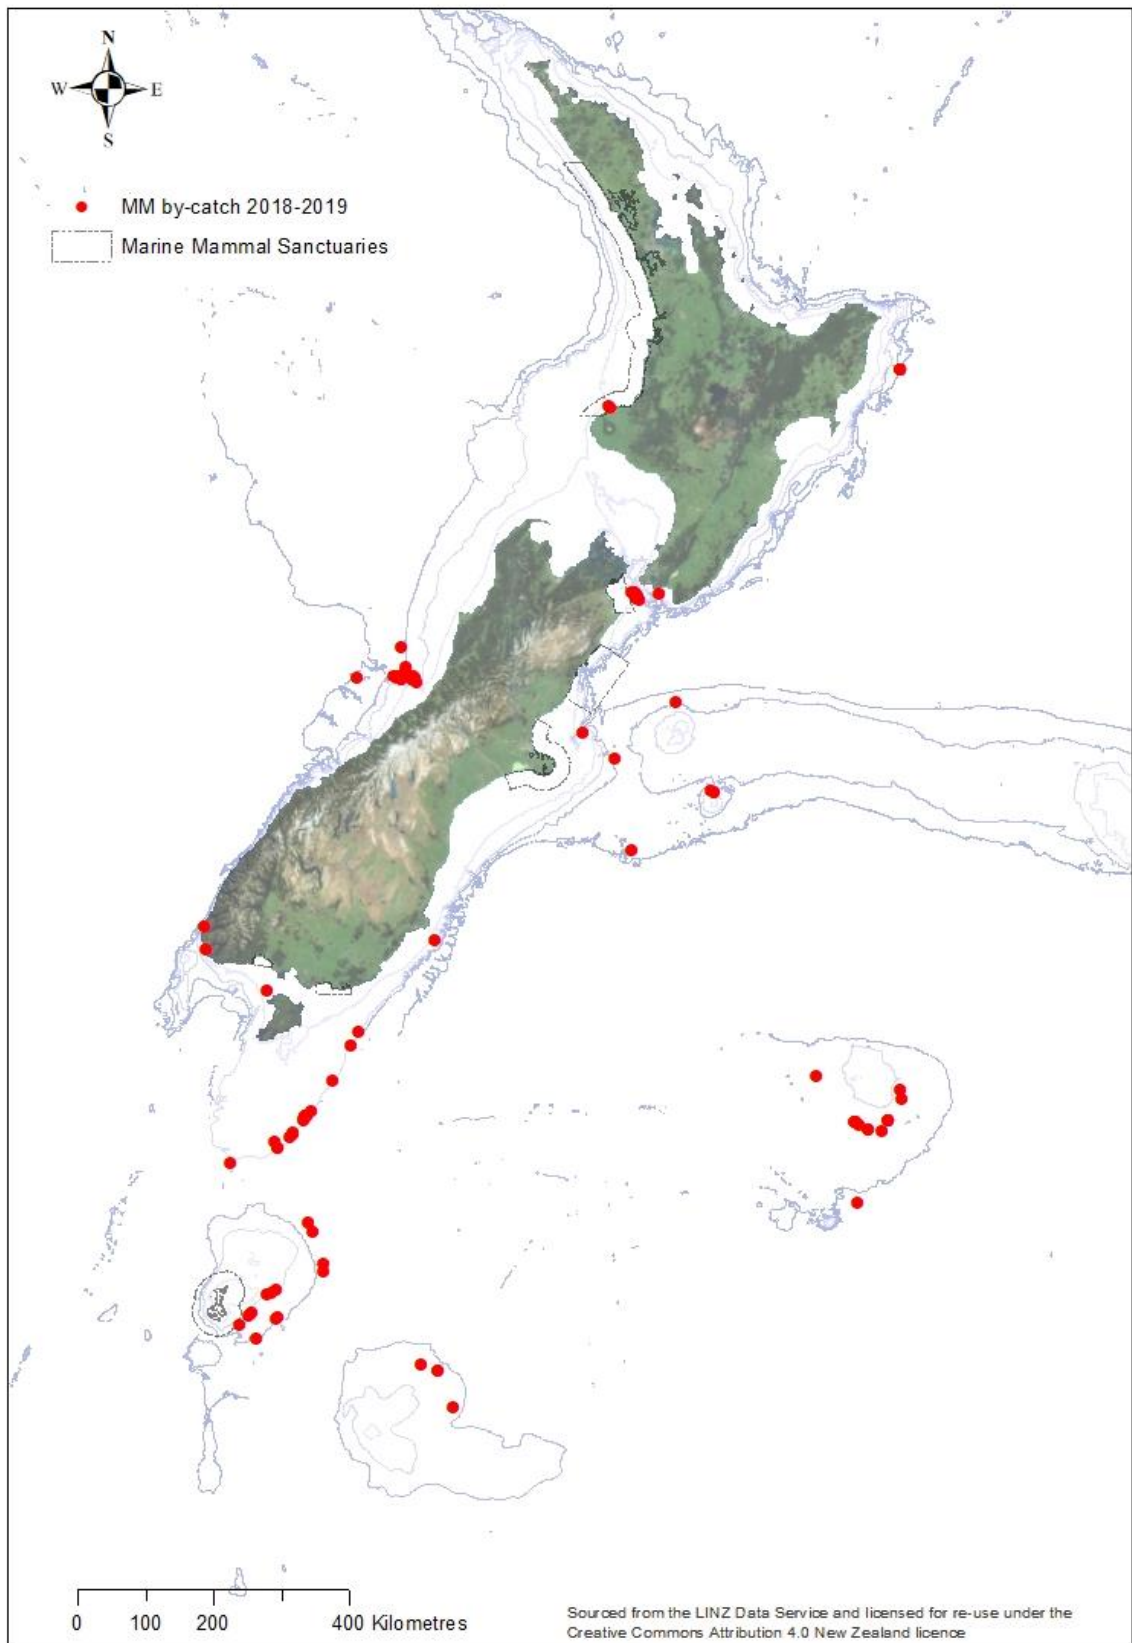 N
W E
S
MM by-catch 2018-2019
Marine Mammal Sanctuaries
0 100 200 400 Kilometres
Sourced from the LINZ Data Service and licensed for re-use under the
Creative Commons Attribution 4.0 New Zealand licence